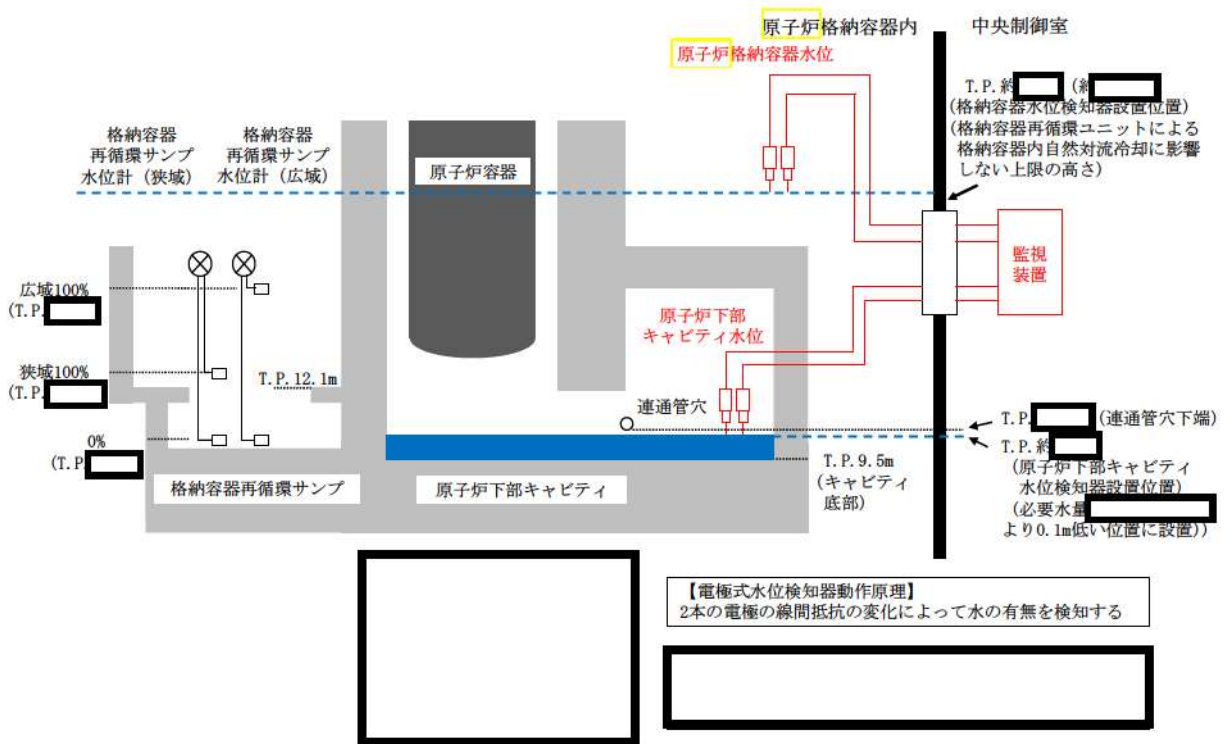 原子炉格納容器内
中央制御室
原子炉格納容器水位
T.P.約
(約
(格納容器水位検知器設置位置)
(格納容器再循環ユニットによる
格納容器内自然対流冷却に影響
しない上限の高さ)
格納容器
再循環サンプ
水位計（狭域）
格納容器
再循環サンプ
水位計（広域）
原子炉容器
監視
装置
広域100%
(T.P.
原子炉下部
キャビティ水位
狭域100%
(T.P.
T.P.12.1m
連通管穴
T.P.
(連通管穴下端)
0%
(T.P.
T.P.約
(原子炉下部キャビティ
水位検知器設置位置)
(必要水量
より0.1m低い位置に設置))
T.P.9.5m
(キャビティ
底部)
格納容器再循環サンプ
原子炉下部キャビティ
【電極式水位検知器動作原理】
2本の電極の線間抵抗の変化によって水の有無を検知する